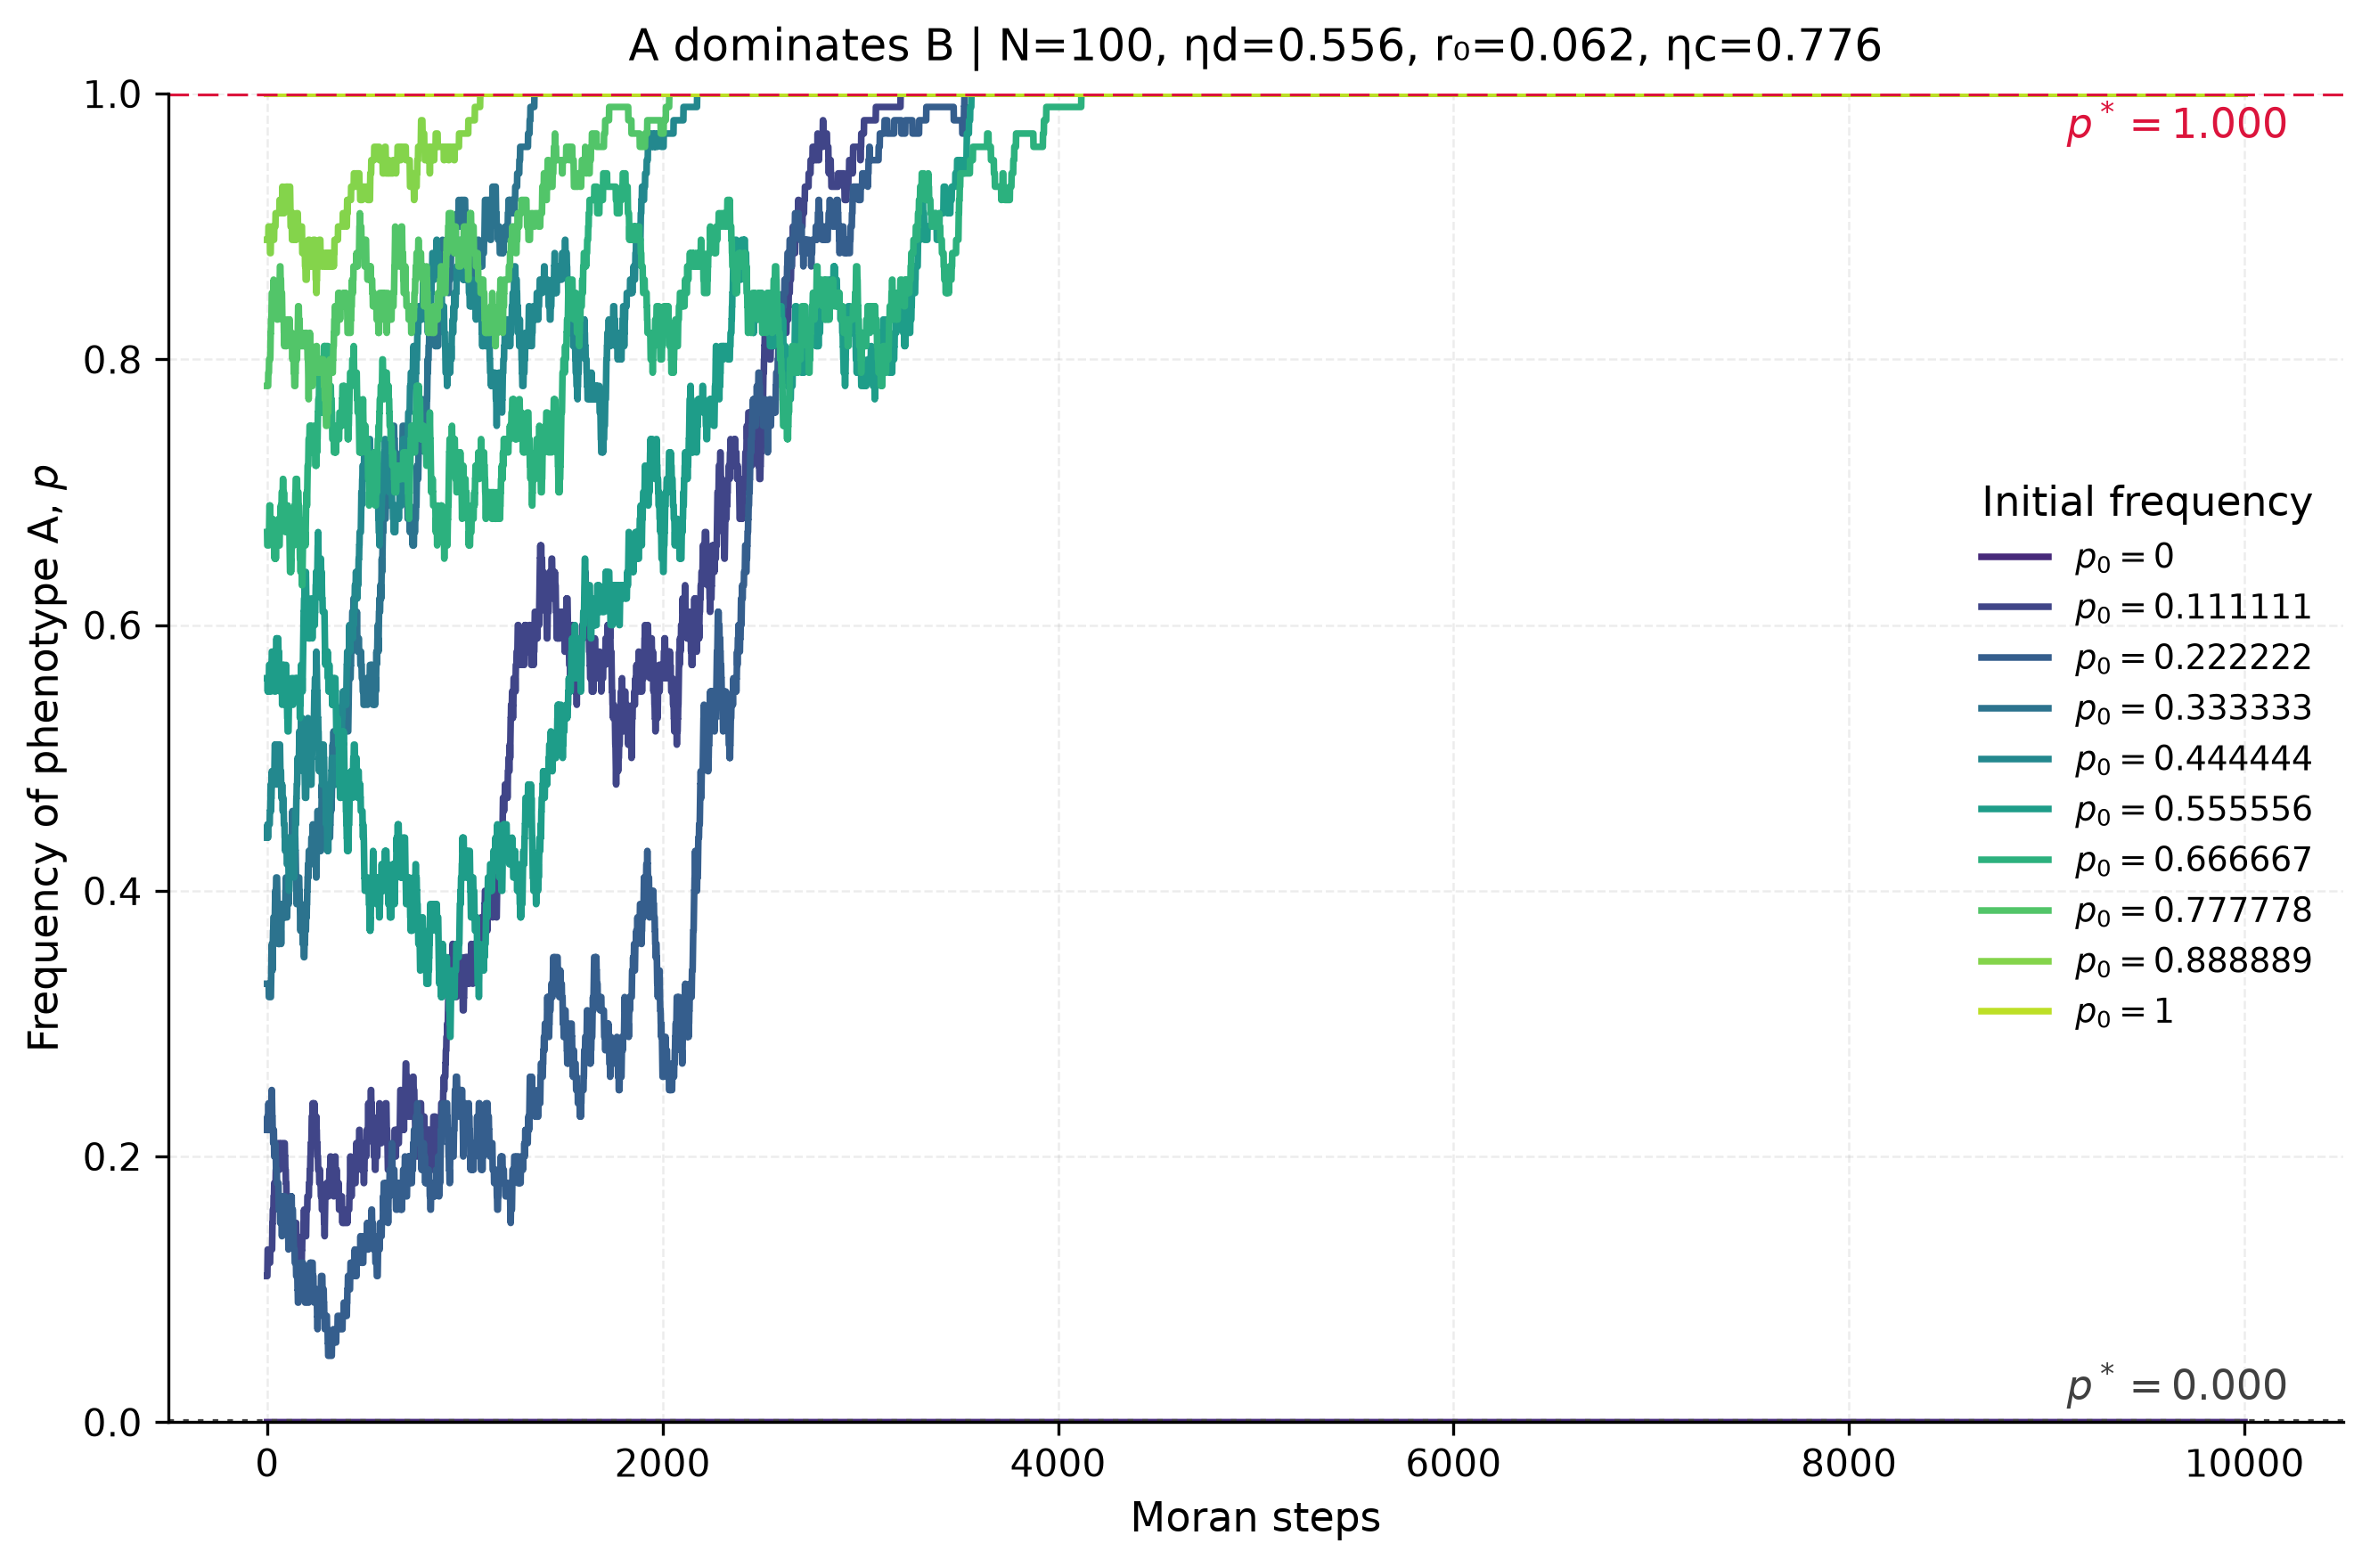 A dominates B | N=100, ηd=0.556, r₀=0.062, ηc=0.776
1.0
0.8
0.6
0.4
0.2
0.0
Frequency of phenotype A, p
p* = 1.000
Initial frequency
p₀ = 0
p₀ = 0.111111
p₀ = 0.222222
p₀ = 0.333333
p₀ = 0.444444
p₀ = 0.555556
p₀ = 0.666667
p₀ = 0.777778
p₀ = 0.888889
p₀ = 1
p* = 0.000
0 2000 4000 6000 8000 10000
Moran steps